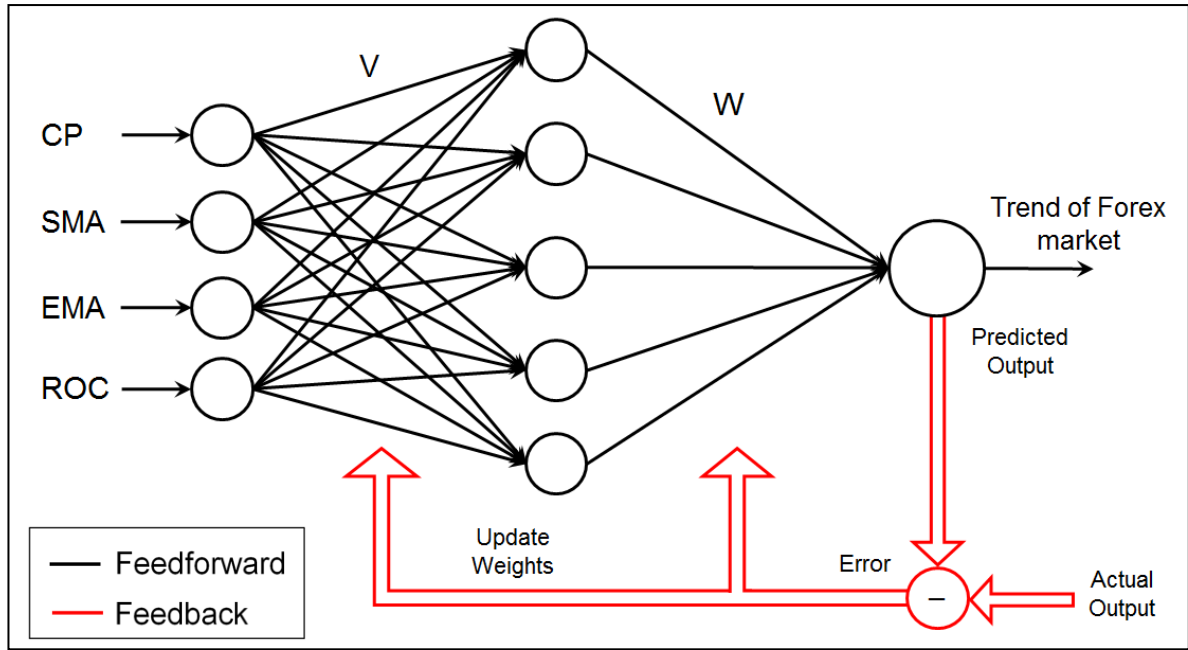 V
W
CP
SMA
EMA
ROC
Trend of Forex
market
Predicted
Output
Update
Weights
Error
–
Actual
Output
Feedforward
Feedback